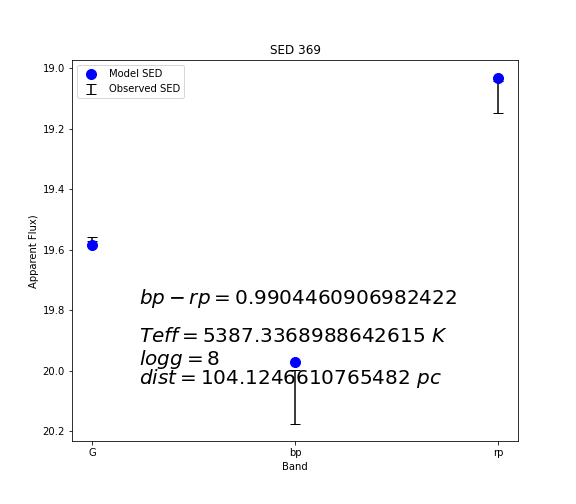 SED 369
Model SED
Observed SED
19.0
19.2
19.4
19.6
19.8
20.0
20.2
Apparent Flux)
bp − rp = 0.9904460906982422
Teff = 5387.3368988642615 K
logg = 8
dist = 104.1246610765482 pc
G bp rp
Band